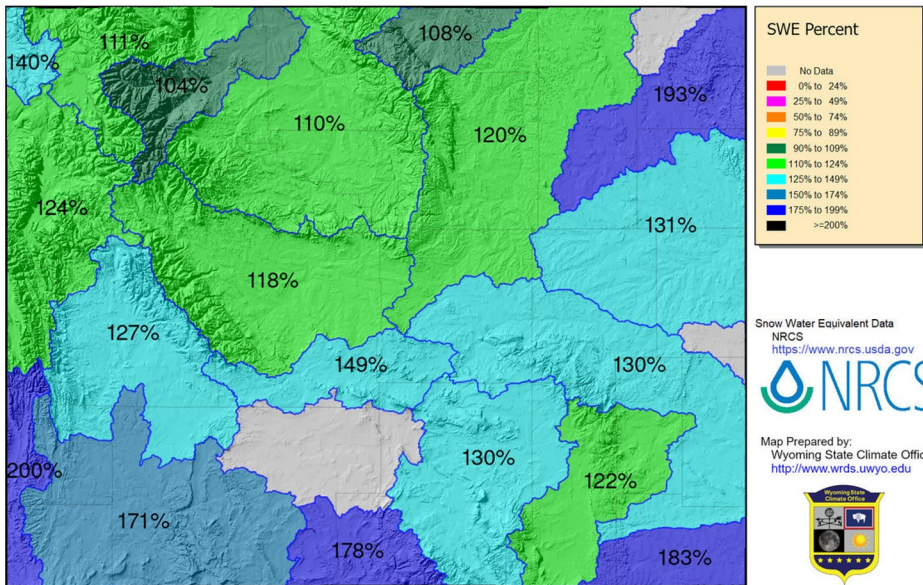 140%
111%
104%
108%
193%
110%
120%
124%
131%
118%
127%
149%
130%
200%
171%
130%
122%
178%
183%
SWE Percent
No Data
0% to 24%
25% to 49%
50% to 74%
75% to 89%
90% to 109%
110% to 124%
125% to 149%
150% to 174%
175% to 199%
>=200%
Snow Water Equivalent Data
NRCS
https://www.nrcs.usda.gov
NRCS
Map Prepared by:
Wyoming State Climate Offic
http://www.wrds.uwyo.edu
Wyoming State
Climate Office